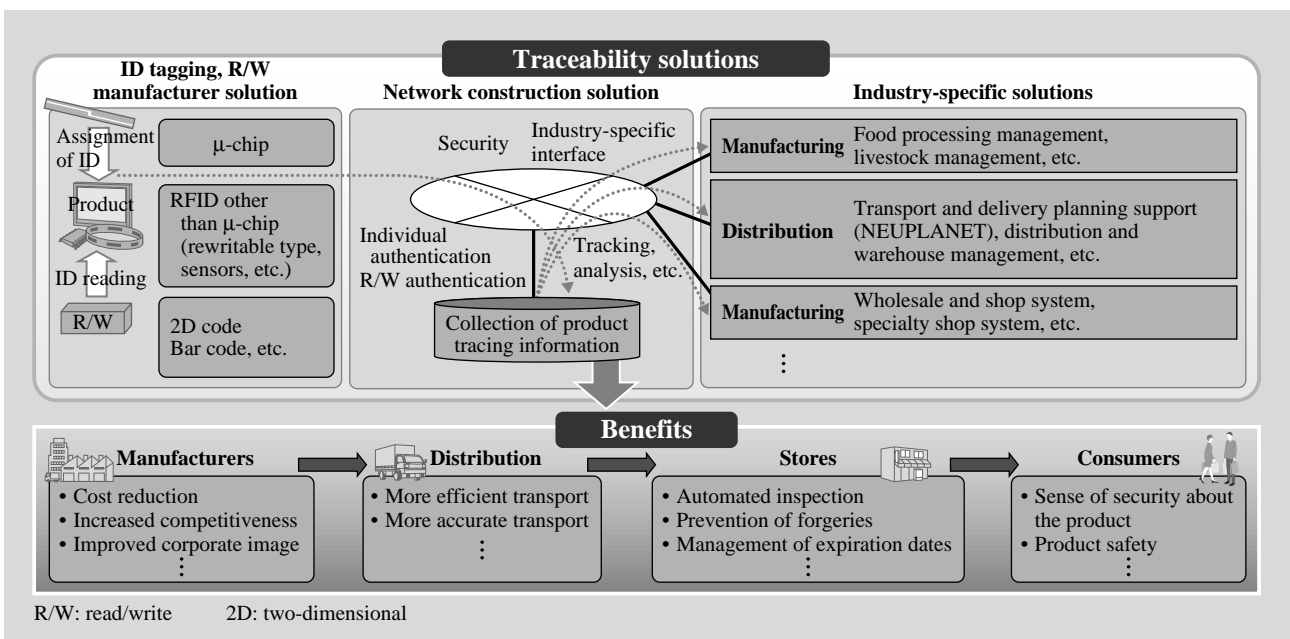 Traceability solutions
ID tagging, R/W
manufacturer solution
Assignment
of ID
Product
ID reading
R/W
μ-chip
RFID other
than μ-chip
(rewritable type,
sensors, etc.)
2D code
Bar code, etc.
Network construction solution
Security
Industry-specific
interface
Individual
authentication
R/W authentication
Tracking,
analysis, etc.
Collection of product
tracing information
Industry-specific solutions
Manufacturing
Food processing management,
livestock management, etc.
Distribution
Transport and delivery planning support
(NEUPLANET), distribution and
warehouse management, etc.
Manufacturing
Wholesale and shop system,
specialty shop system, etc.
⋮
Benefits
Manufacturers
• Cost reduction
• Increased competitiveness
• Improved corporate image
⋮
Distribution
• More efficient transport
• More accurate transport
⋮
Stores
• Automated inspection
• Prevention of forgeries
• Management of expiration dates
⋮
Consumers
• Sense of security about
the product
• Product safety
⋮
R/W: read/write 2D: two-dimensional